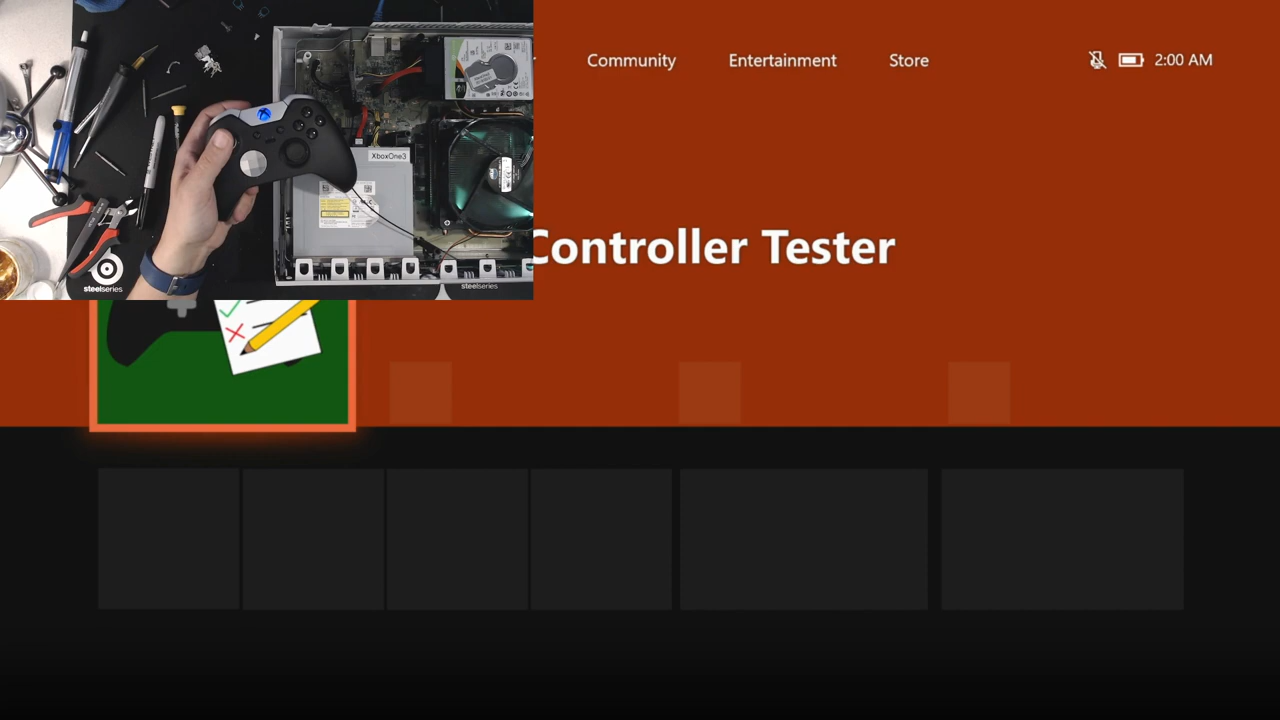 Community
Entertainment
Store
2:00 AM
XboxOne3
Controller Tester
steelseries
steelseries